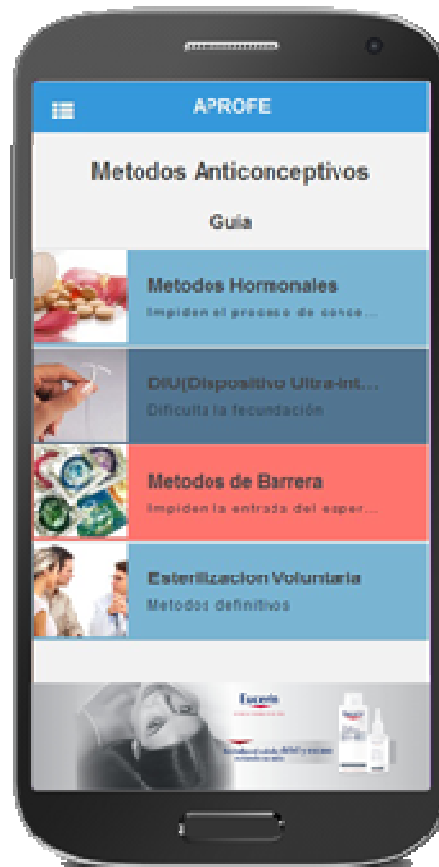 APROFE
Metodos Anticonceptivos
Guia
Metodos Hormonales
Impiden el proceso de conce...
DIU(Dispositivo Ultra-int...
Dificulta la fecundación
Metodos de Barrera
Impiden la entrada del esper...
Esterilizacion Voluntaria
Metodos definitivos
Eucerin